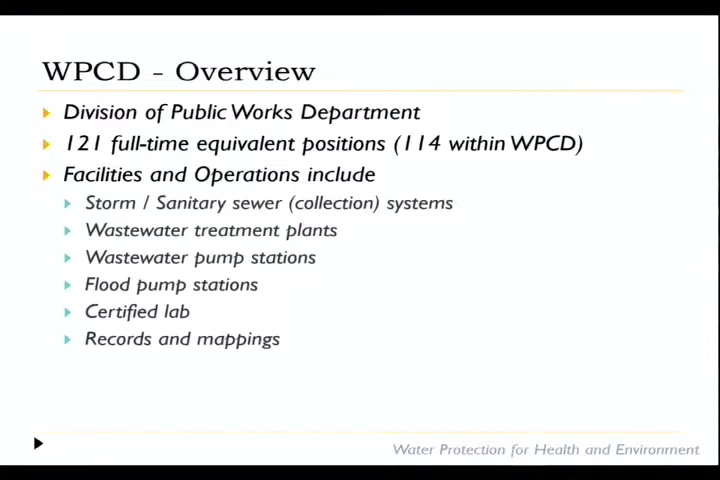 WPCD - Overview
Division of Public Works Department
121 full-time equivalent positions (114 within WPCD)
Facilities and Operations include
Storm / Sanitary sewer (collection) systems
Wastewater treatment plants
Wastewater pump stations
Flood pump stations
Certified lab
Records and mappings
Water Protection for Health and Environment